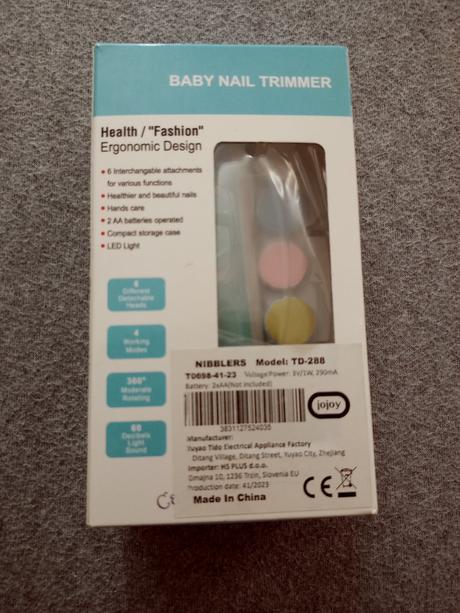 BABY NAIL TRIMMER
Health / "Fashion"
Ergonomic Design
• 6 Interchangable attachments
for various functions
• Healthier and beautiful nails
• Hands care
• 2 AA batteries operated
• Compact storage case
• LED Light
6
Different
Detachable
Heads
4
Working
Modes
360°
Moderate
Rotating
60
Decibels
Light
Sound
NIBBLERS Model: TD-288
T0698-41-23 Voltage/Power: 3V/1W, 290mA
Battery: 2xAA(Not included)
jojoy
3831127524035
Manufacturer:
Yuyao Tido Electrical Appliance Factory
Ditang Village, Ditang Street, Yuyao City, Zhejiang
Importer: HS PLUS d.o.o.
Gmajna 10, 1236 Trzin, Slovenia EU
Production date: 41/2023
Made in China
CE